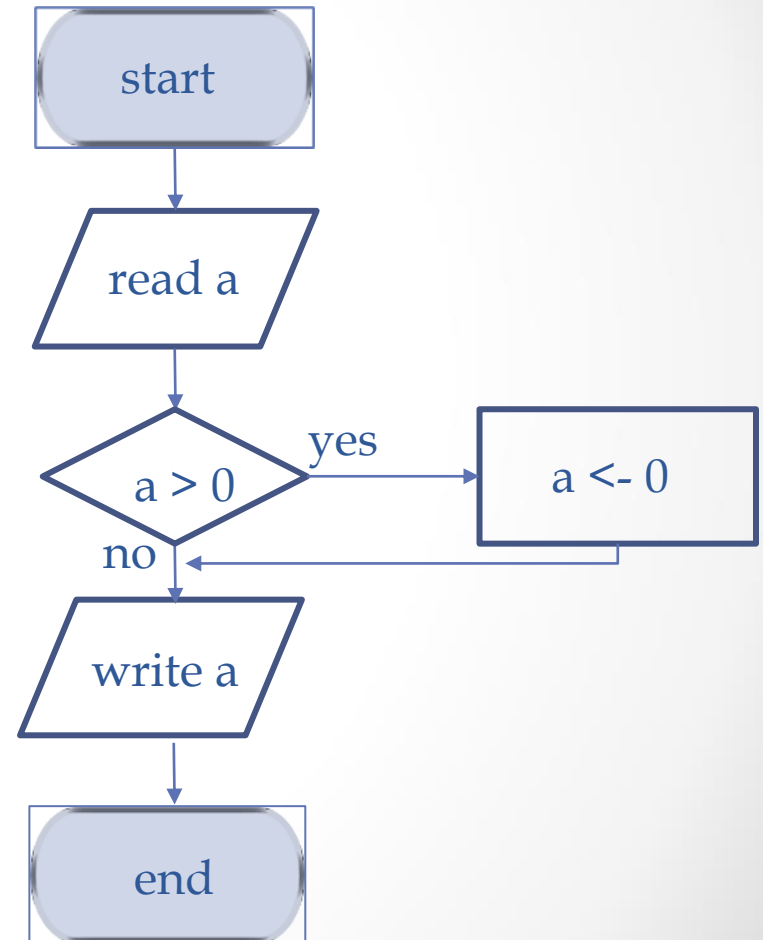 start
read a
a > 0
yes
a <- 0
no
write a
end